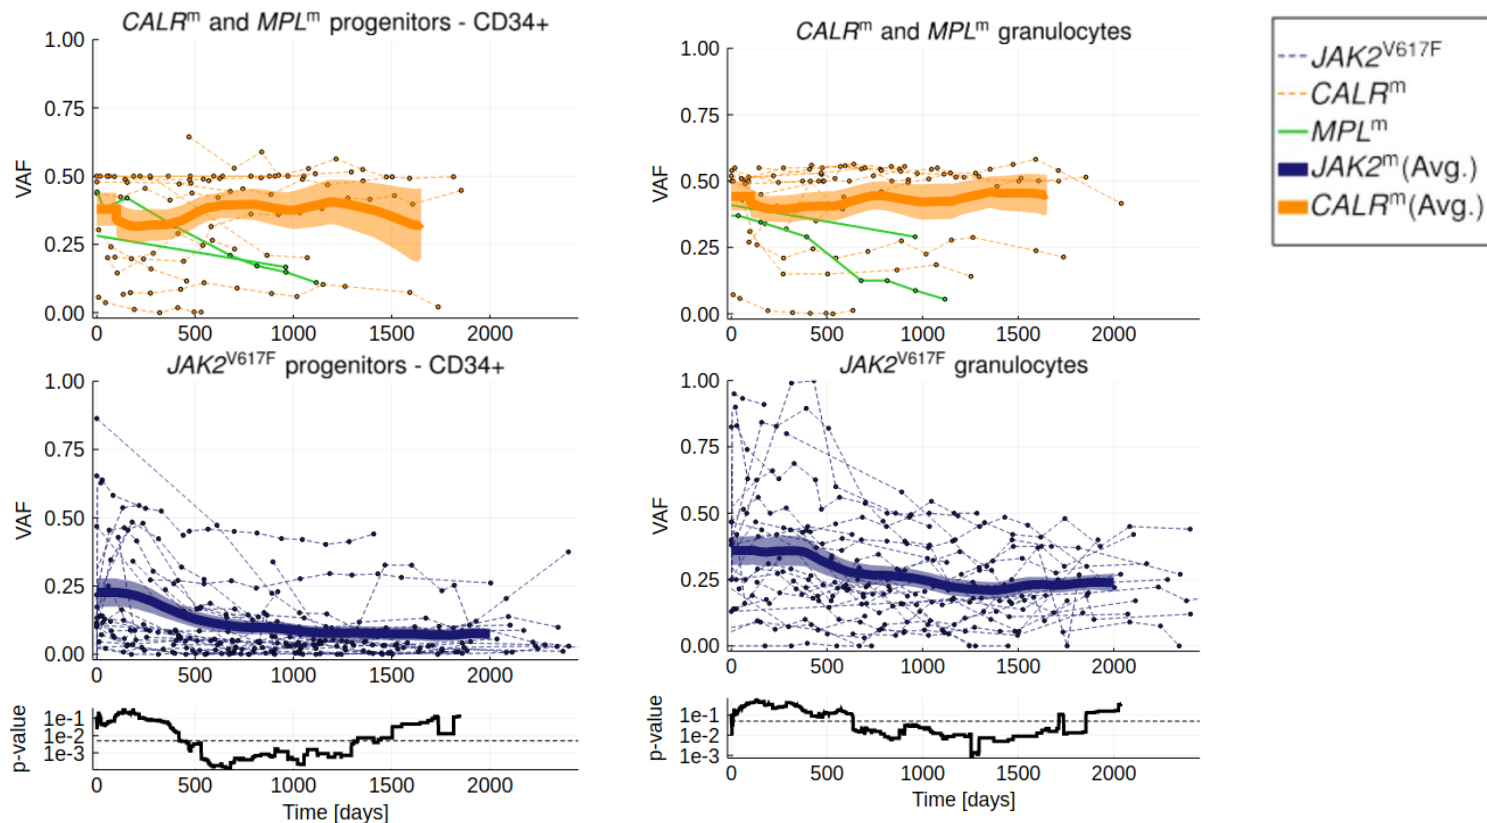 CALRᵐ and MPLᵐ progenitors - CD34+
1.00
0.75
0.50
0.25
0.00
VAF
0 500 1000 1500 2000
CALRᵐ and MPLᵐ granulocytes
1.00
0.75
0.50
0.25
0.00
VAF
0 500 1000 1500 2000
JAK2V617F
CALRᵐ
MPLᵐ
JAK2ᵐ(Avg.)
CALRᵐ(Avg.)
JAK2V617F progenitors - CD34+
1.00
0.75
0.50
0.25
0.00
VAF
0 500 1000 1500 2000
JAK2V617F granulocytes
1.00
0.75
0.50
0.25
0.00
VAF
0 500 1000 1500 2000
p-value
1e-1
1e-2
1e-3
0 500 1000 1500 2000
Time [days]
p-value
1e-1
1e-2
1e-3
0 500 1000 1500 2000
Time [days]